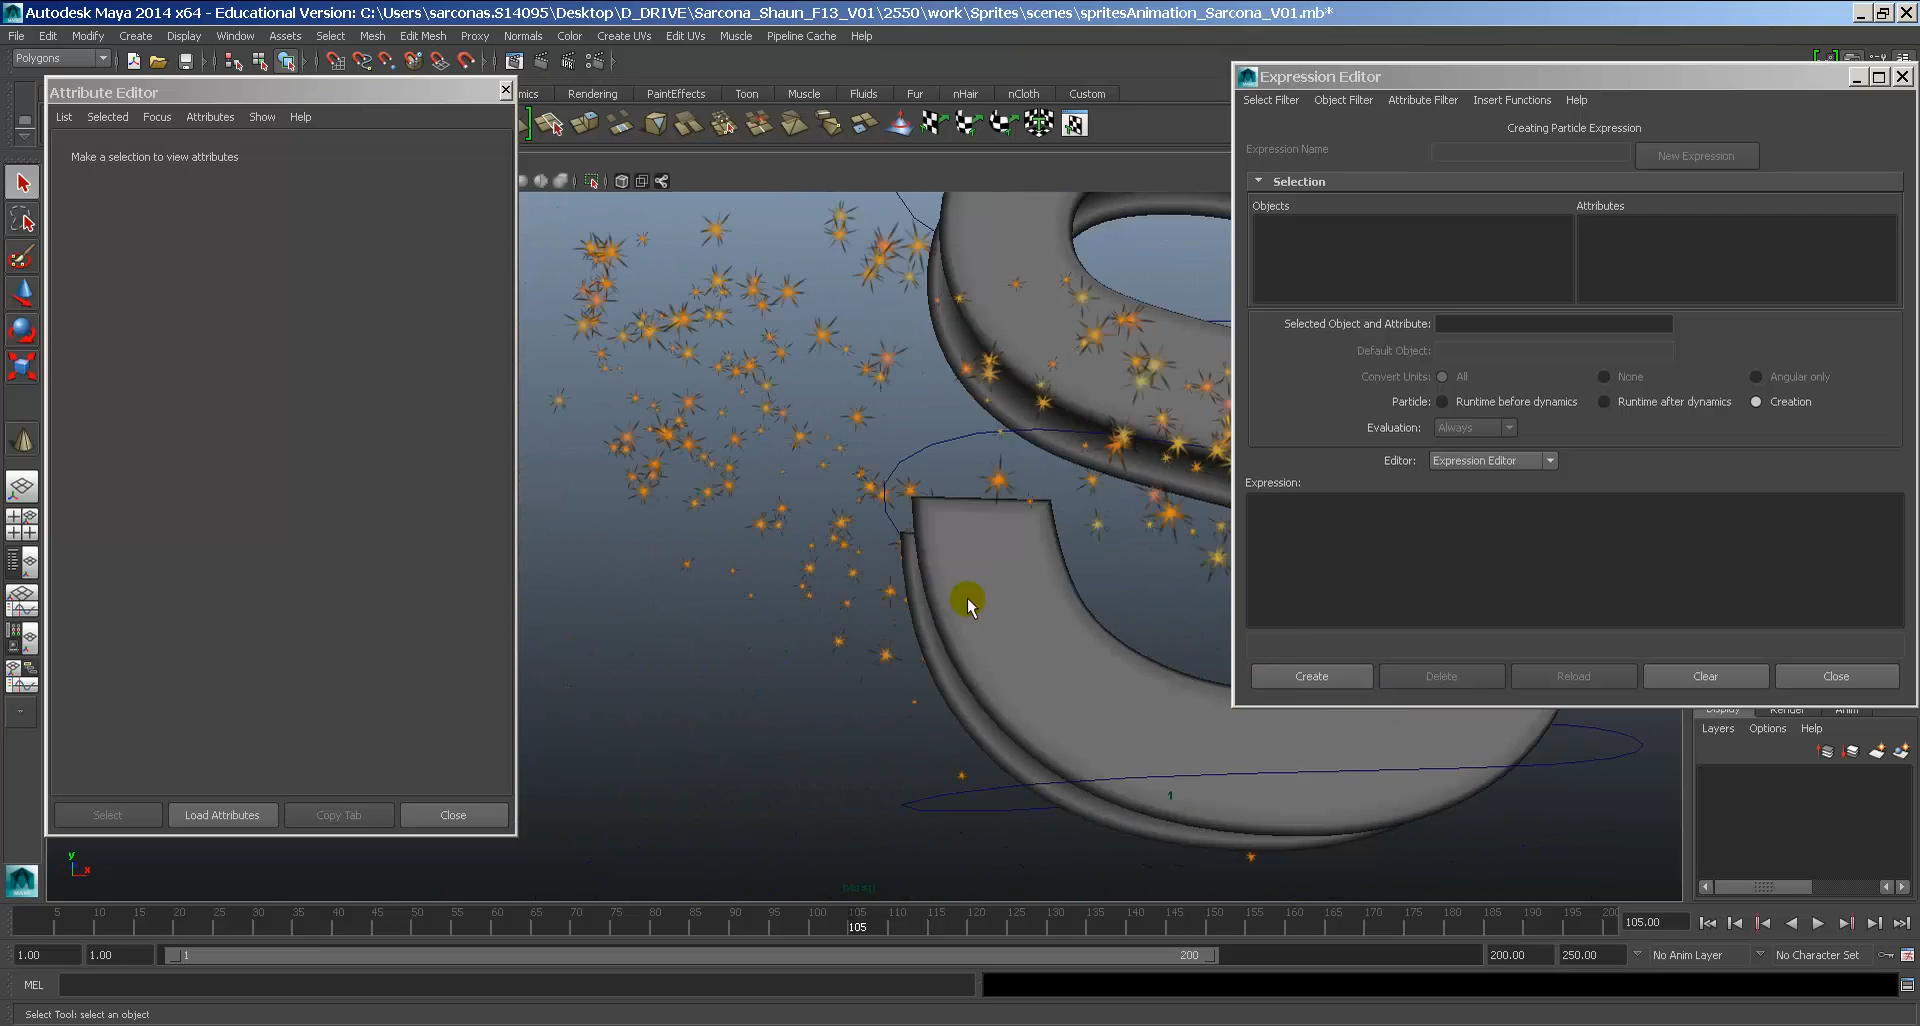 Autodesk Maya 2014 x64 - Educational Version: C:\Users\sarconas.S14095\Desktop\D_DRIVE\Sarcona_Shaun_F13_V01\2550\work\Sprites\scenes\spritesAnimation_Sarcona_V01.mb*
File Edit Modify Create Display Window Assets Select Mesh Edit Mesh Proxy Normals Color Create UVs Edit UVs Muscle Pipeline Cache Help
Polygons
Attribute Editor
List Selected Focus Attributes Show Help
Make a selection to view attributes
Select Load Attributes Copy Tab Close
Rendering PaintEffects Toon Muscle Fluids Fur nHair nCloth Custom
Expression Editor
Select Filter Object Filter Attribute Filter Insert Functions Help
Creating Particle Expression
Expression Name New Expression
Selection
Objects Attributes
Selected Object and Attribute:
Default Object:
Convert Units: All None Angular only
Particle: Runtime before dynamics Runtime after dynamics Creation
Evaluation: Always
Editor: Expression Editor
Expression:
Create Delete Reload Clear Close
Display Render Anim
Layers Options Help
1
y
x
5 10 15 20 25 30 35 40 45 50 55 60 65 70 75 80 85 90 95 100 105 110 115 120 125 130 135 140 145 150 155 160 165 170 175 180 185 190 195 200
105
105.00
1.00 1.00 1 200 200.00 250.00 No Anim Layer No Character Set
MEL
Select Tool: select an object